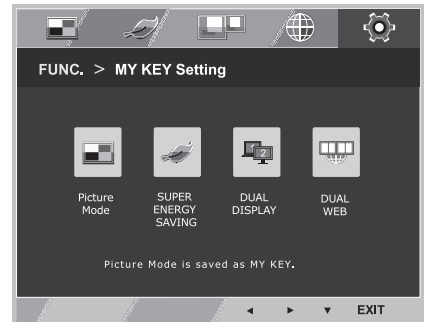 FUNC. > MY KEY Setting
2
Picture
Mode
SUPER
ENERGY
SAVING
DUAL
DISPLAY
DUAL
WEB
Picture Mode is saved as MY KEY.
◄ ► ▼ EXIT